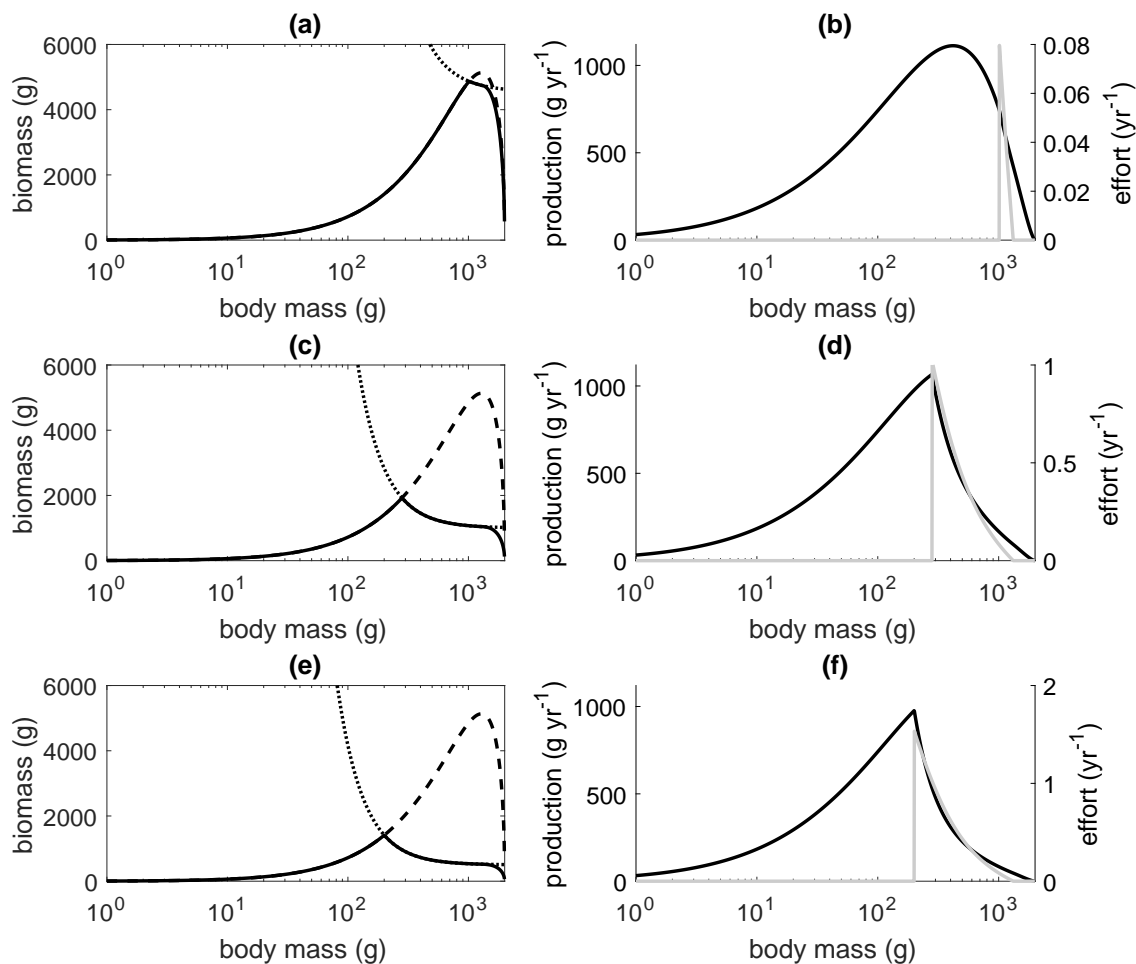 (a)
6000
4000
2000
0
biomass (g)
10^0 10^1 10^2 10^3
body mass (g)
(b)
1000
500
0
production (g yr^-1)
0.08
0.06
0.04
0.02
0
effort (yr^-1)
10^0 10^1 10^2 10^3
body mass (g)
(c)
6000
4000
2000
0
biomass (g)
10^0 10^1 10^2 10^3
body mass (g)
(d)
1000
500
0
production (g yr^-1)
1
0.5
0
effort (yr^-1)
10^0 10^1 10^2 10^3
body mass (g)
(e)
6000
4000
2000
0
biomass (g)
10^0 10^1 10^2 10^3
body mass (g)
(f)
1000
500
0
production (g yr^-1)
2
1
0
effort (yr^-1)
10^0 10^1 10^2 10^3
body mass (g)